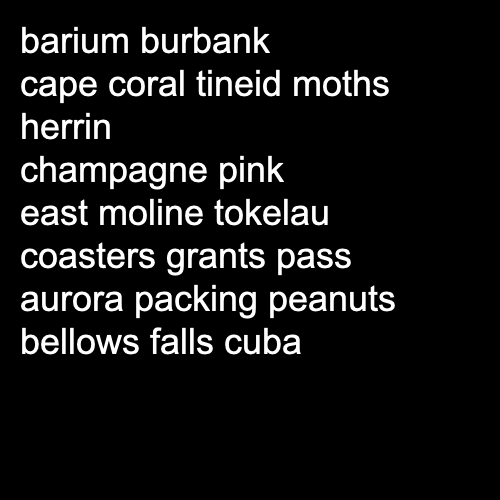 barium burbank
cape coral tineid moths
herrin
champagne pink
east moline tokelau
coasters grants pass
aurora packing peanuts
bellows falls cuba